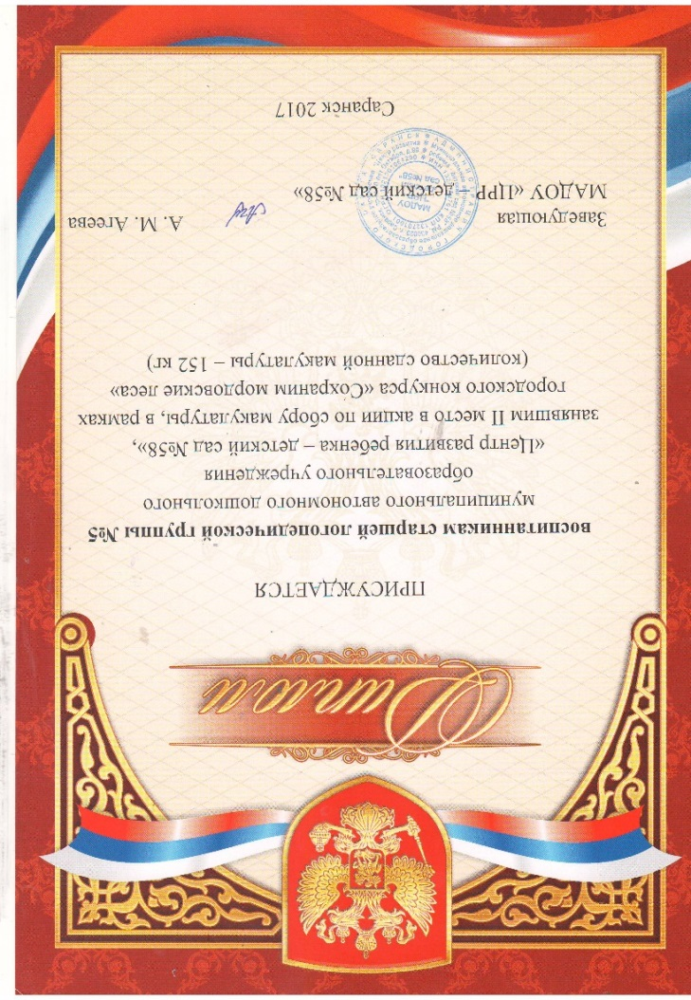 Диплом
ПРИСУЖДАЕТСЯ
воспитанникам старшей логопедической группы №5
муниципального автономного дошкольного
образовательного учреждения
«Центр развития ребенка – детский сад №58»,
занявшим II место в акции по сбору макулатуры, в рамках
городского конкурса «Сохраним мордовские леса»
(количество сданной макулатуры – 152 кг)
Заведующая
МАДОУ «ЦРР – детский сад №58» А. М. Агеева
Саранск 2017